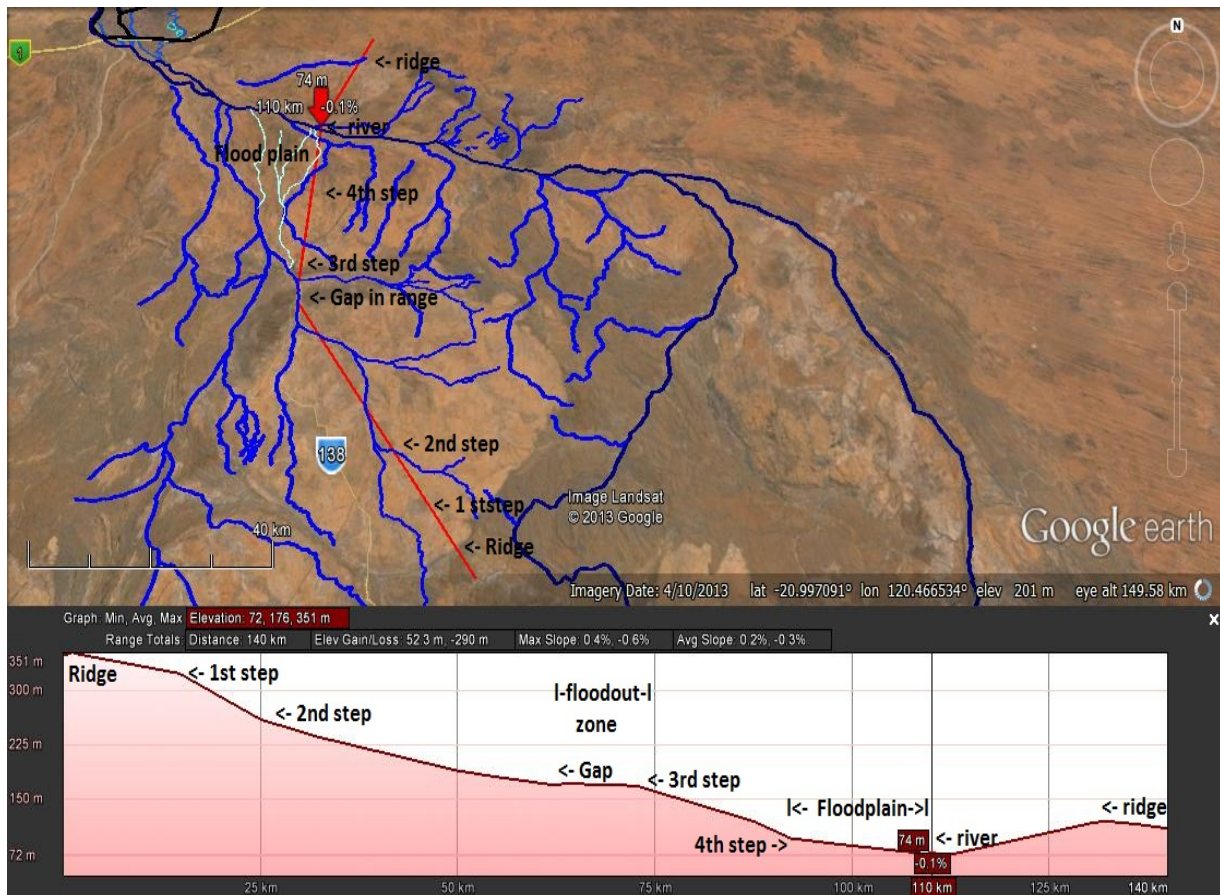 1
N
<- ridge
74 m
110 km -0.1%
<- river
Flood plain
<- 4th step
<- 3rd step
<- Gap in range
138
<- 2nd step
<- 1 ststep
40 km
<- Ridge
Image Landsat
© 2013 Google
Google earth
Imagery Date: 4/10/2013 lat -20.997091° lon 120.466534° elev 201 m eye alt 149.58 km
Graph: Min, Avg, Max Elevation: 72, 176, 351 m
x
Range Totals: Distance: 140 km Elev Gain/Loss: 52.3 m, -290 m Max Slope: 0.4%, -0.6% Avg Slope: 0.2%, -0.3%
351 m
Ridge
<- 1st step
300 m
l-floodout-l
zone
<- 2nd step
225 m
<- Gap
<- 3rd step
150 m
l<- Floodplain->l
<- ridge
4th step ->
74 m
<- river
72 m
-0.1%
25 km 50 km 75 km 100 km 110 km 125 km 140 km